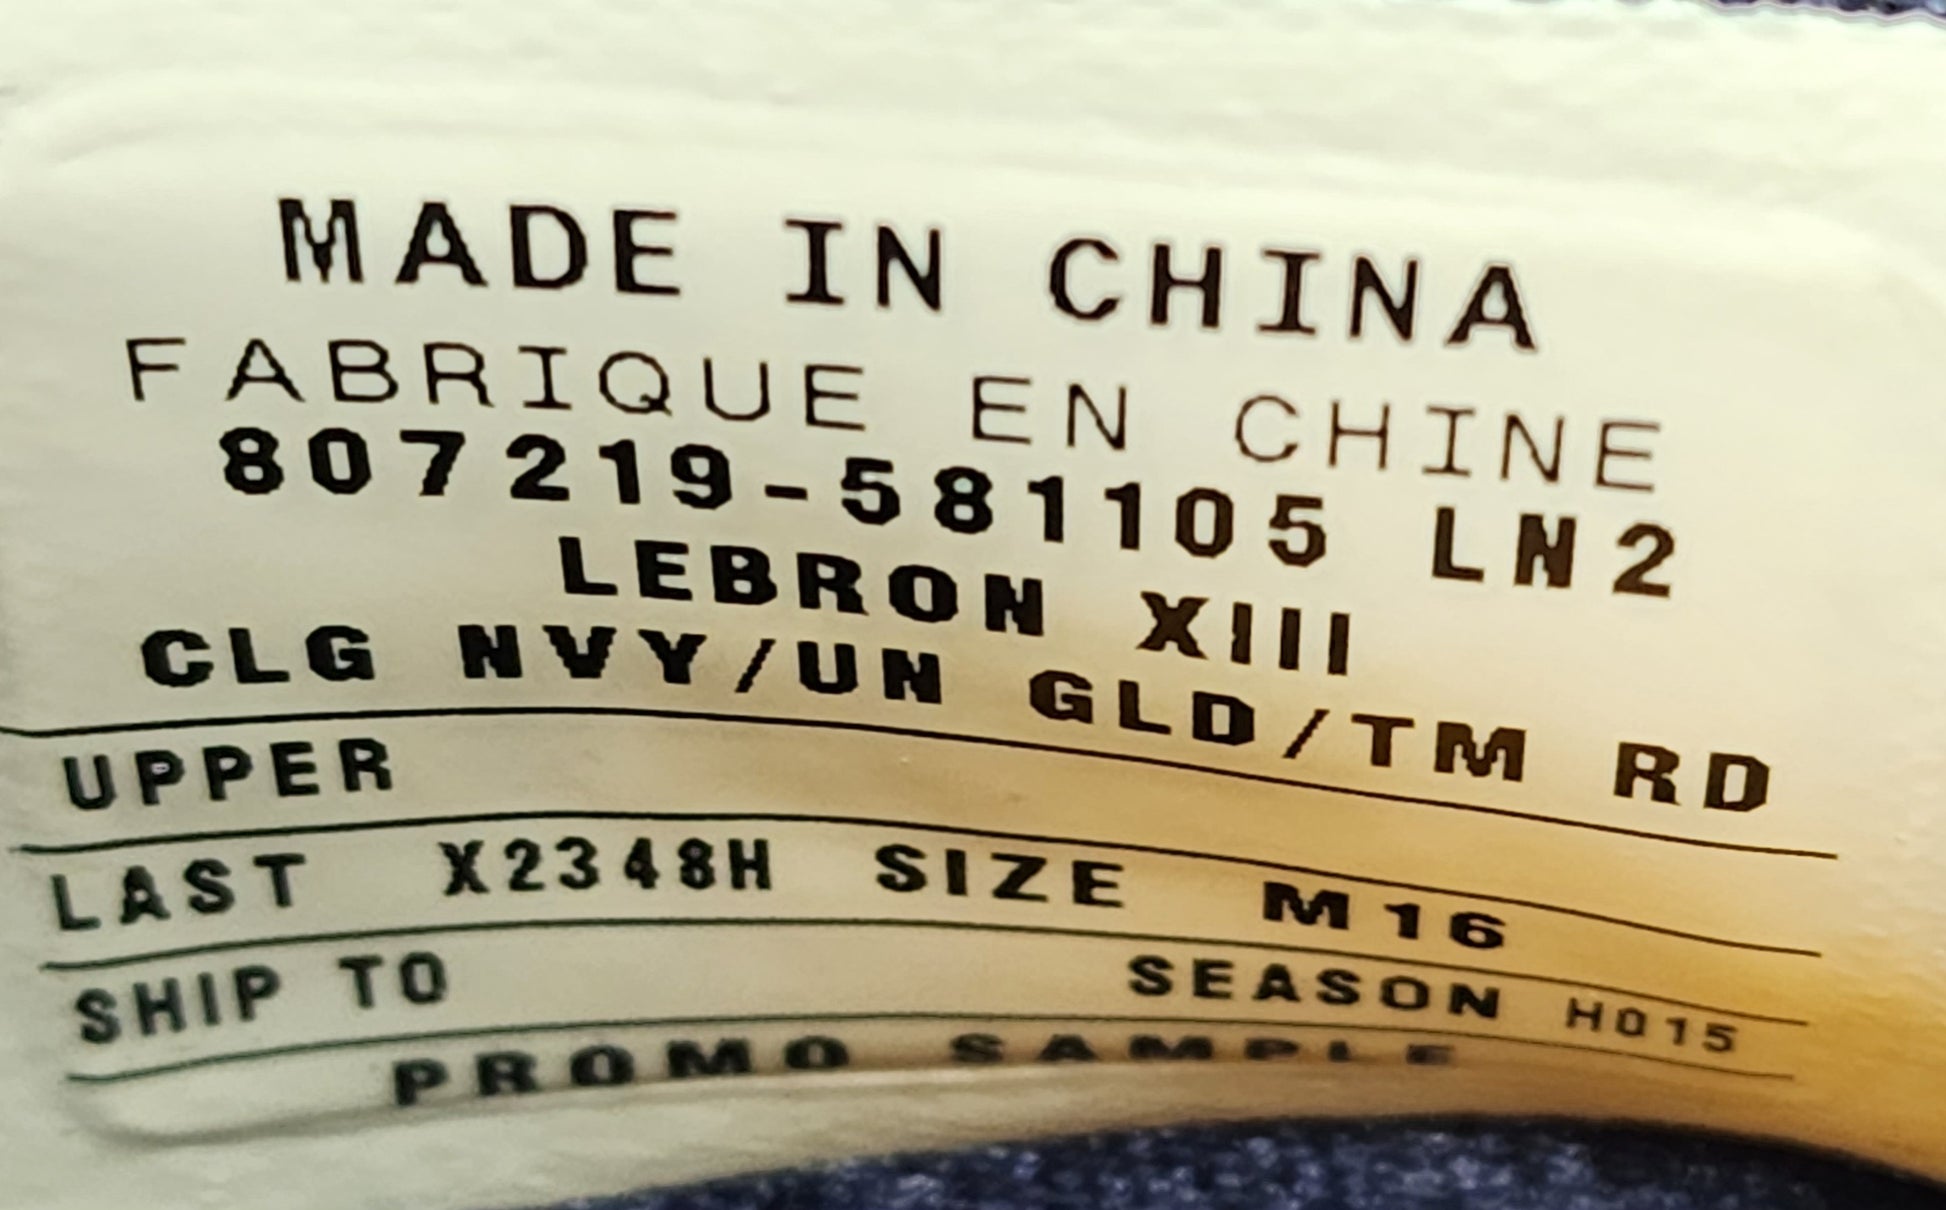 MADE IN CHINA
FABRIQUE EN CHINE
807219-581105 LN2
LEBRON XIII
CLG NVY/UN GLD/TM RD
UPPER
LAST X2348H SIZE M16
SHIP TO SEASON HO15
PROMO SAMPLE